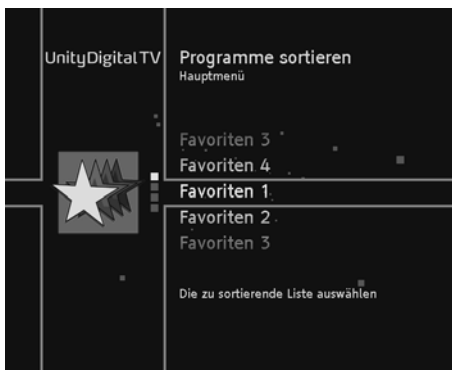 UnityDigitalTV
Programme sortieren
Hauptmenü
Favoriten 3
Favoriten 4
Favoriten 1
Favoriten 2
Favoriten 3
Die zu sortierende Liste auswählen